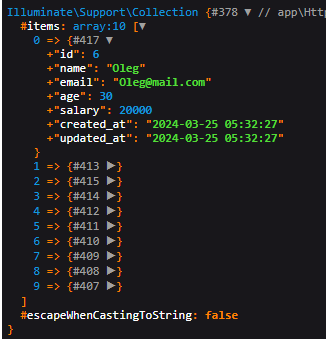 Illuminate\Support\Collection {#378 ▼ // app\Htt
#items: array:10 [▼
0 => {#417 ▼
+"id": 6
+"name": "Oleg"
+"email": "Oleg@mail.com"
+"age": 30
+"salary": 20000
+"created_at": "2024-03-25 05:32:27"
+"updated_at": "2024-03-25 05:32:27"
}
1 => {#413 ▶}
2 => {#415 ▶}
3 => {#414 ▶}
4 => {#412 ▶}
5 => {#411 ▶}
6 => {#410 ▶}
7 => {#409 ▶}
8 => {#408 ▶}
9 => {#407 ▶}
]
#escapeWhenCastingToString: false
}